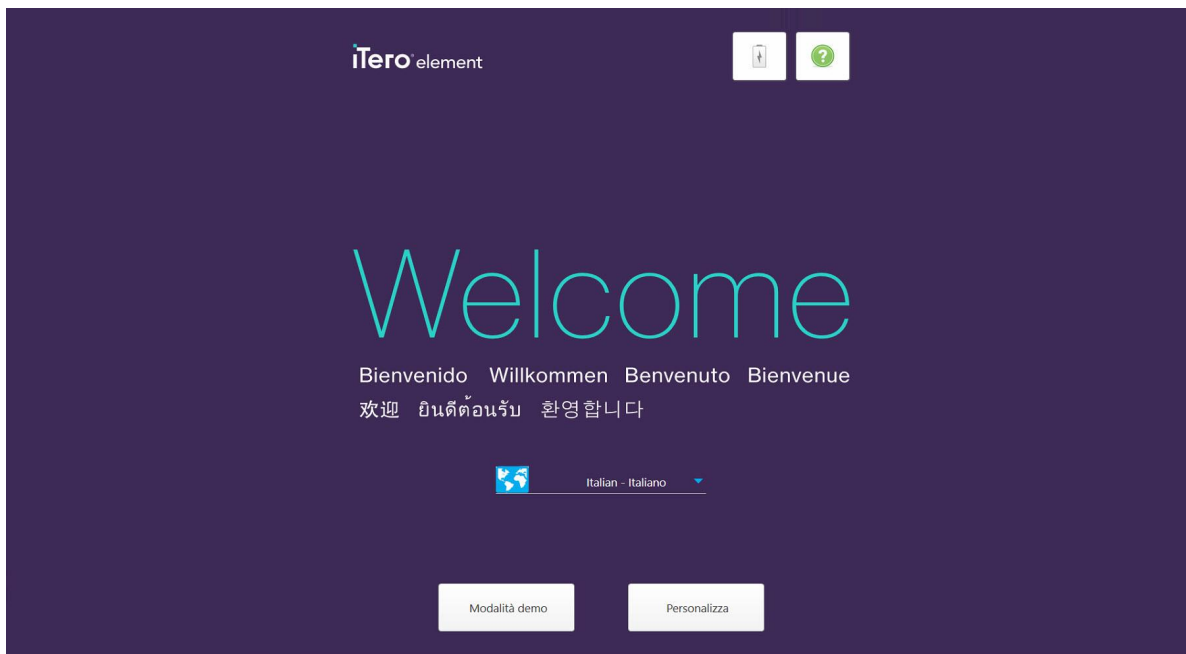 iTero™ element
Welcome
Bienvenido Willkommen Benvenuto Bienvenue
欢迎 ยินดีต้อนรับ 환영합니다
Italian - Italiano
Modalità demo Personalizza